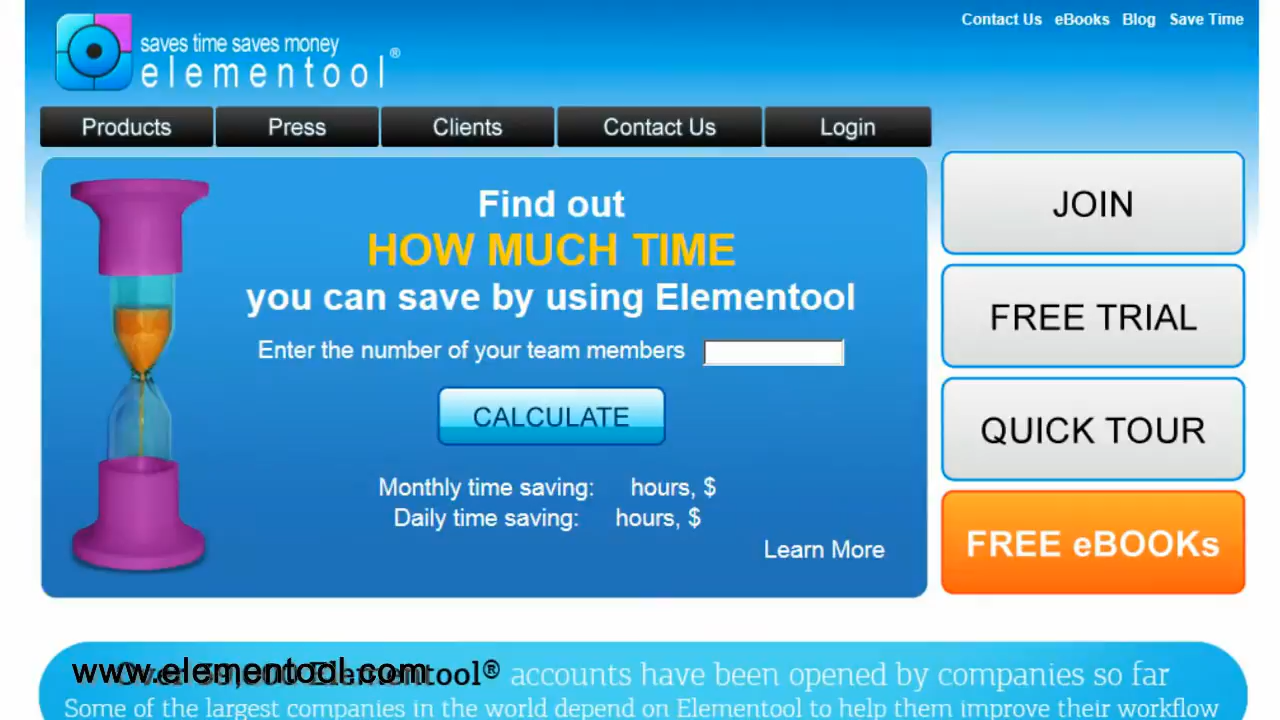 Contact Us eBooks Blog Save Time
saves time saves money
elementool®
Products Press Clients Contact Us Login
Find out
HOW MUCH TIME
you can save by using Elementool
Enter the number of your team members
CALCULATE
Monthly time saving: hours, $
Daily time saving: hours, $
Learn More
JOIN
FREE TRIAL
QUICK TOUR
FREE eBOOKs
www.elementool.com
Elementool® accounts have been opened by companies so far
Some of the largest companies in the world depend on Elementool to help them improve their workflow